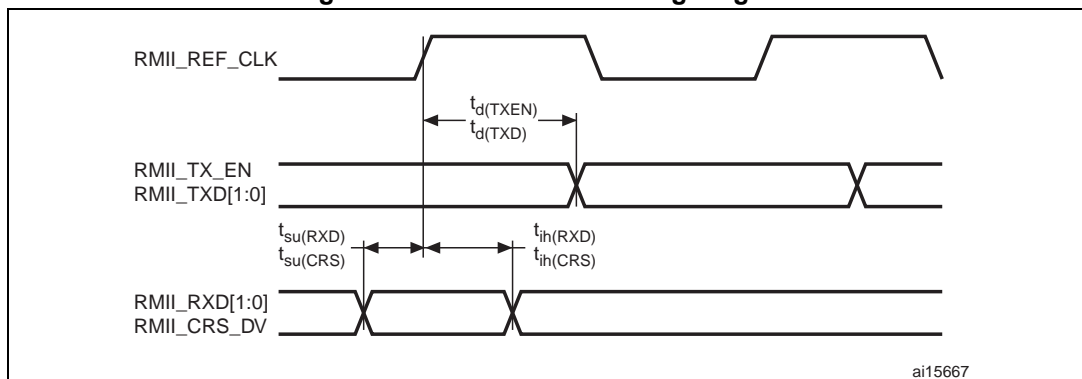 RMII_REF_CLK
td(TXEN)
td(TXD)
RMII_TX_EN
RMII_TXD[1:0]
tsu(RXD)
tsu(CRS)
tih(RXD)
tih(CRS)
RMII_RXD[1:0]
RMII_CRS_DV
ai15667